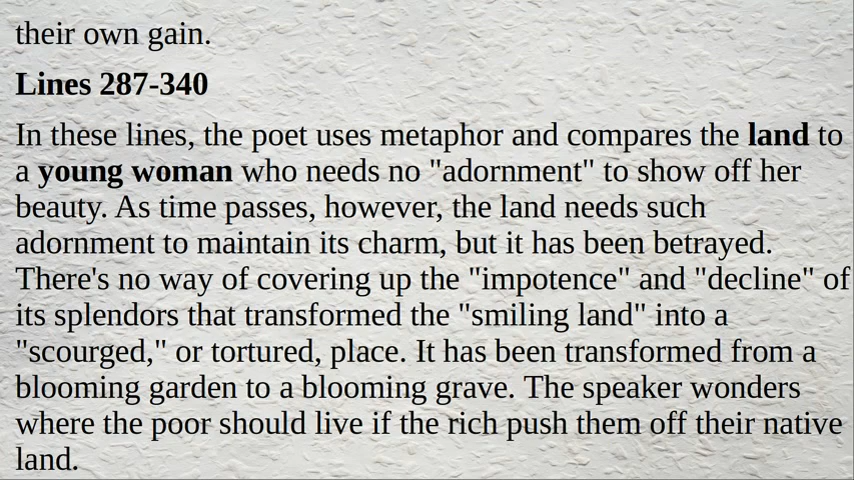 their own gain.
Lines 287-340
In these lines, the poet uses metaphor and compares the land to
a young woman who needs no "adornment" to show off her
beauty. As time passes, however, the land needs such
adornment to maintain its charm, but it has been betrayed.
There's no way of covering up the "impotence" and "decline" of
its splendors that transformed the "smiling land" into a
"scourged," or tortured, place. It has been transformed from a
blooming garden to a blooming grave. The speaker wonders
where the poor should live if the rich push them off their native
land.